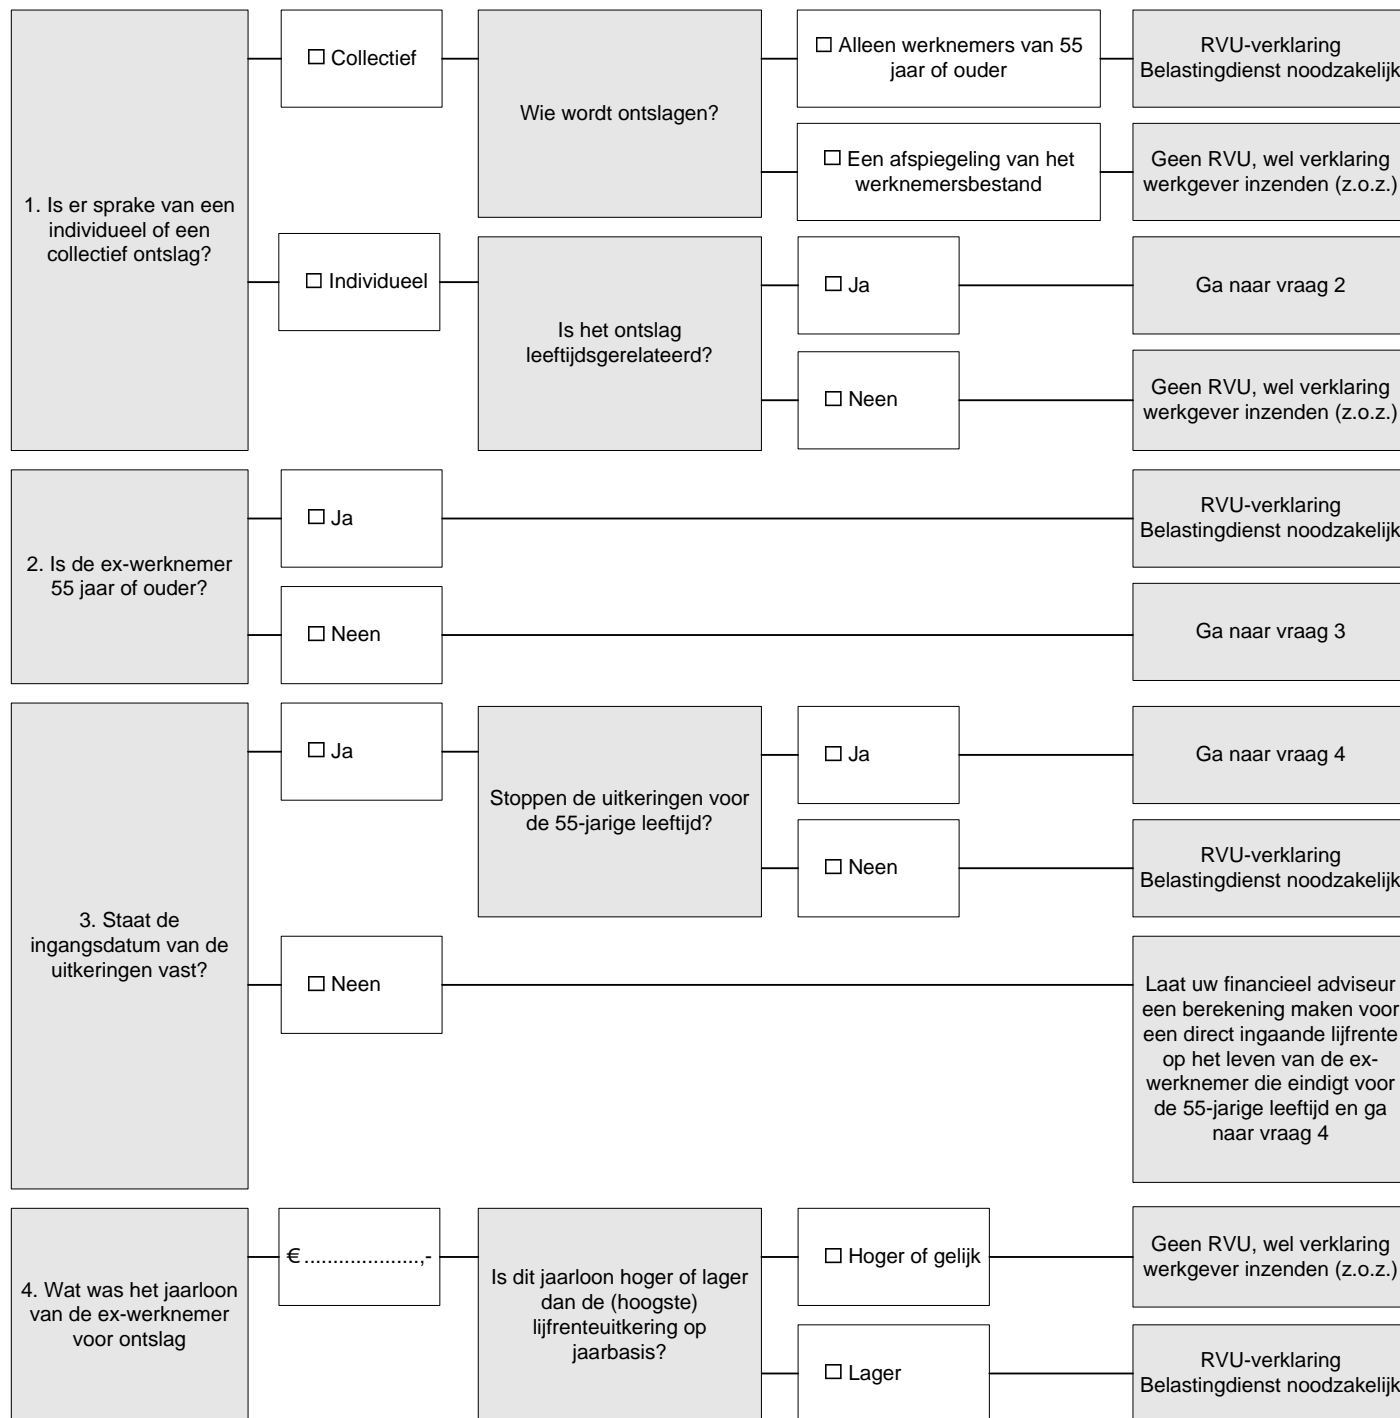 1. Is er sprake van een
individueel of een
collectief ontslag?
☐ Collectief
Wie wordt ontslagen?
☐ Alleen werknemers van 55
jaar of ouder
RVU-verklaring
Belastingdienst noodzakelijk
☐ Een afspiegeling van het
werknemersbestand
Geen RVU, wel verklaring
werkgever inzenden (z.o.z.)
☐ Individueel
Is het ontslag
leeftijdsgerelateerd?
☐ Ja
Ga naar vraag 2
☐ Neen
Geen RVU, wel verklaring
werkgever inzenden (z.o.z.)
2. Is de ex-werknemer
55 jaar of ouder?
☐ Ja
RVU-verklaring
Belastingdienst noodzakelijk
☐ Neen
Ga naar vraag 3
3. Staat de
ingangsdatum van de
uitkeringen vast?
☐ Ja
Stoppen de uitkeringen voor
de 55-jarige leeftijd?
☐ Ja
Ga naar vraag 4
☐ Neen
RVU-verklaring
Belastingdienst noodzakelijk
☐ Neen
Laat uw financieel adviseur
een berekening maken voor
een direct ingaande lijfrente
op het leven van de ex-
werknemer die eindigt voor
de 55-jarige leeftijd en ga
naar vraag 4
4. Wat was het jaarloon
van de ex-werknemer
voor ontslag
€....................,-
Is dit jaarloon hoger of lager
dan de (hoogste)
lijfrenteuitkering op
jaarbasis?
☐ Hoger of gelijk
Geen RVU, wel verklaring
werkgever inzenden (z.o.z.)
☐ Lager
RVU-verklaring
Belastingdienst noodzakelijk